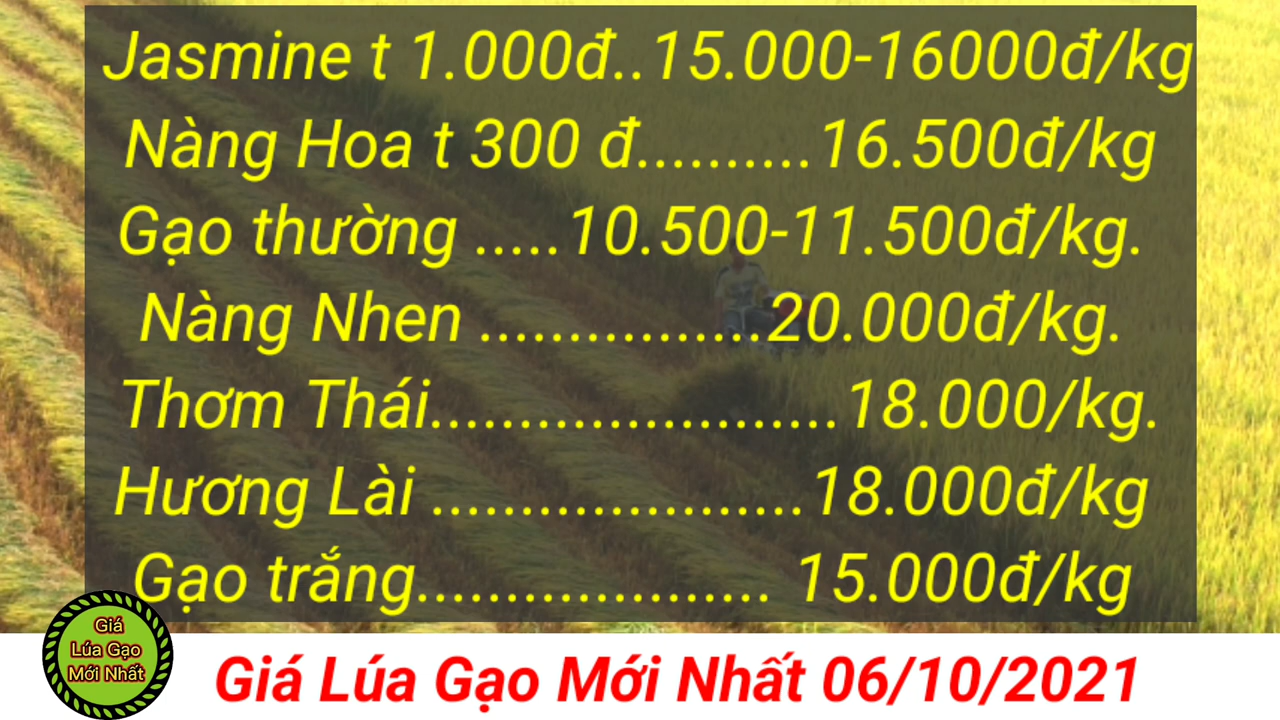 Jasmine t 1.000đ..15.000-16000đ/kg
Nàng Hoa t 300 đ..........16.500đ/kg
Gạo thường .....10.500-11.500đ/kg.
Nàng Nhen ................20.000đ/kg.
Thơm Thái.......................18.000/kg.
Hương Lài .....................18.000đ/kg
Gạo trắng.................... 15.000đ/kg
Giá
Lúa Gạo
Mới Nhất
Giá Lúa Gạo Mới Nhất 06/10/2021